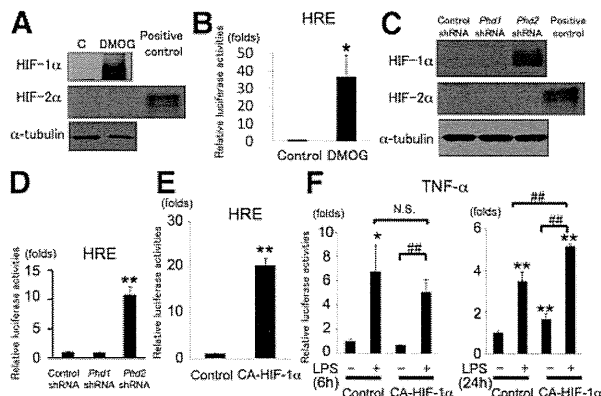 A
C DMOG Positive control
HIF-1α
HIF-2α
α-tubulin
B
HRE
(folds)
Relative luciferase activities
50
40
30
20
10
0
*
Control DMOG
C
Control shRNA Phd1 shRNA Phd2 shRNA Positive control
HIF-1α
HIF-2α
α-tubulin
D
HRE
(folds)
Relative luciferase activities
15
10
5
0
**
Control shRNA Phd1 shRNA Phd2 shRNA
E
HRE
(folds)
Relative luciferase activities
30
20
10
0
**
Control CA-HIF-1α
F
TNF-α
(folds)
Relative luciferase activities
10
8
6
4
2
0
N.S.
*
##
LPS − + − +
(6h)
Control CA-HIF-1α
(folds)
6
4
2
0
##
##
**
**
**
LPS − + − +
(24h)
Control CA-HIF-1α